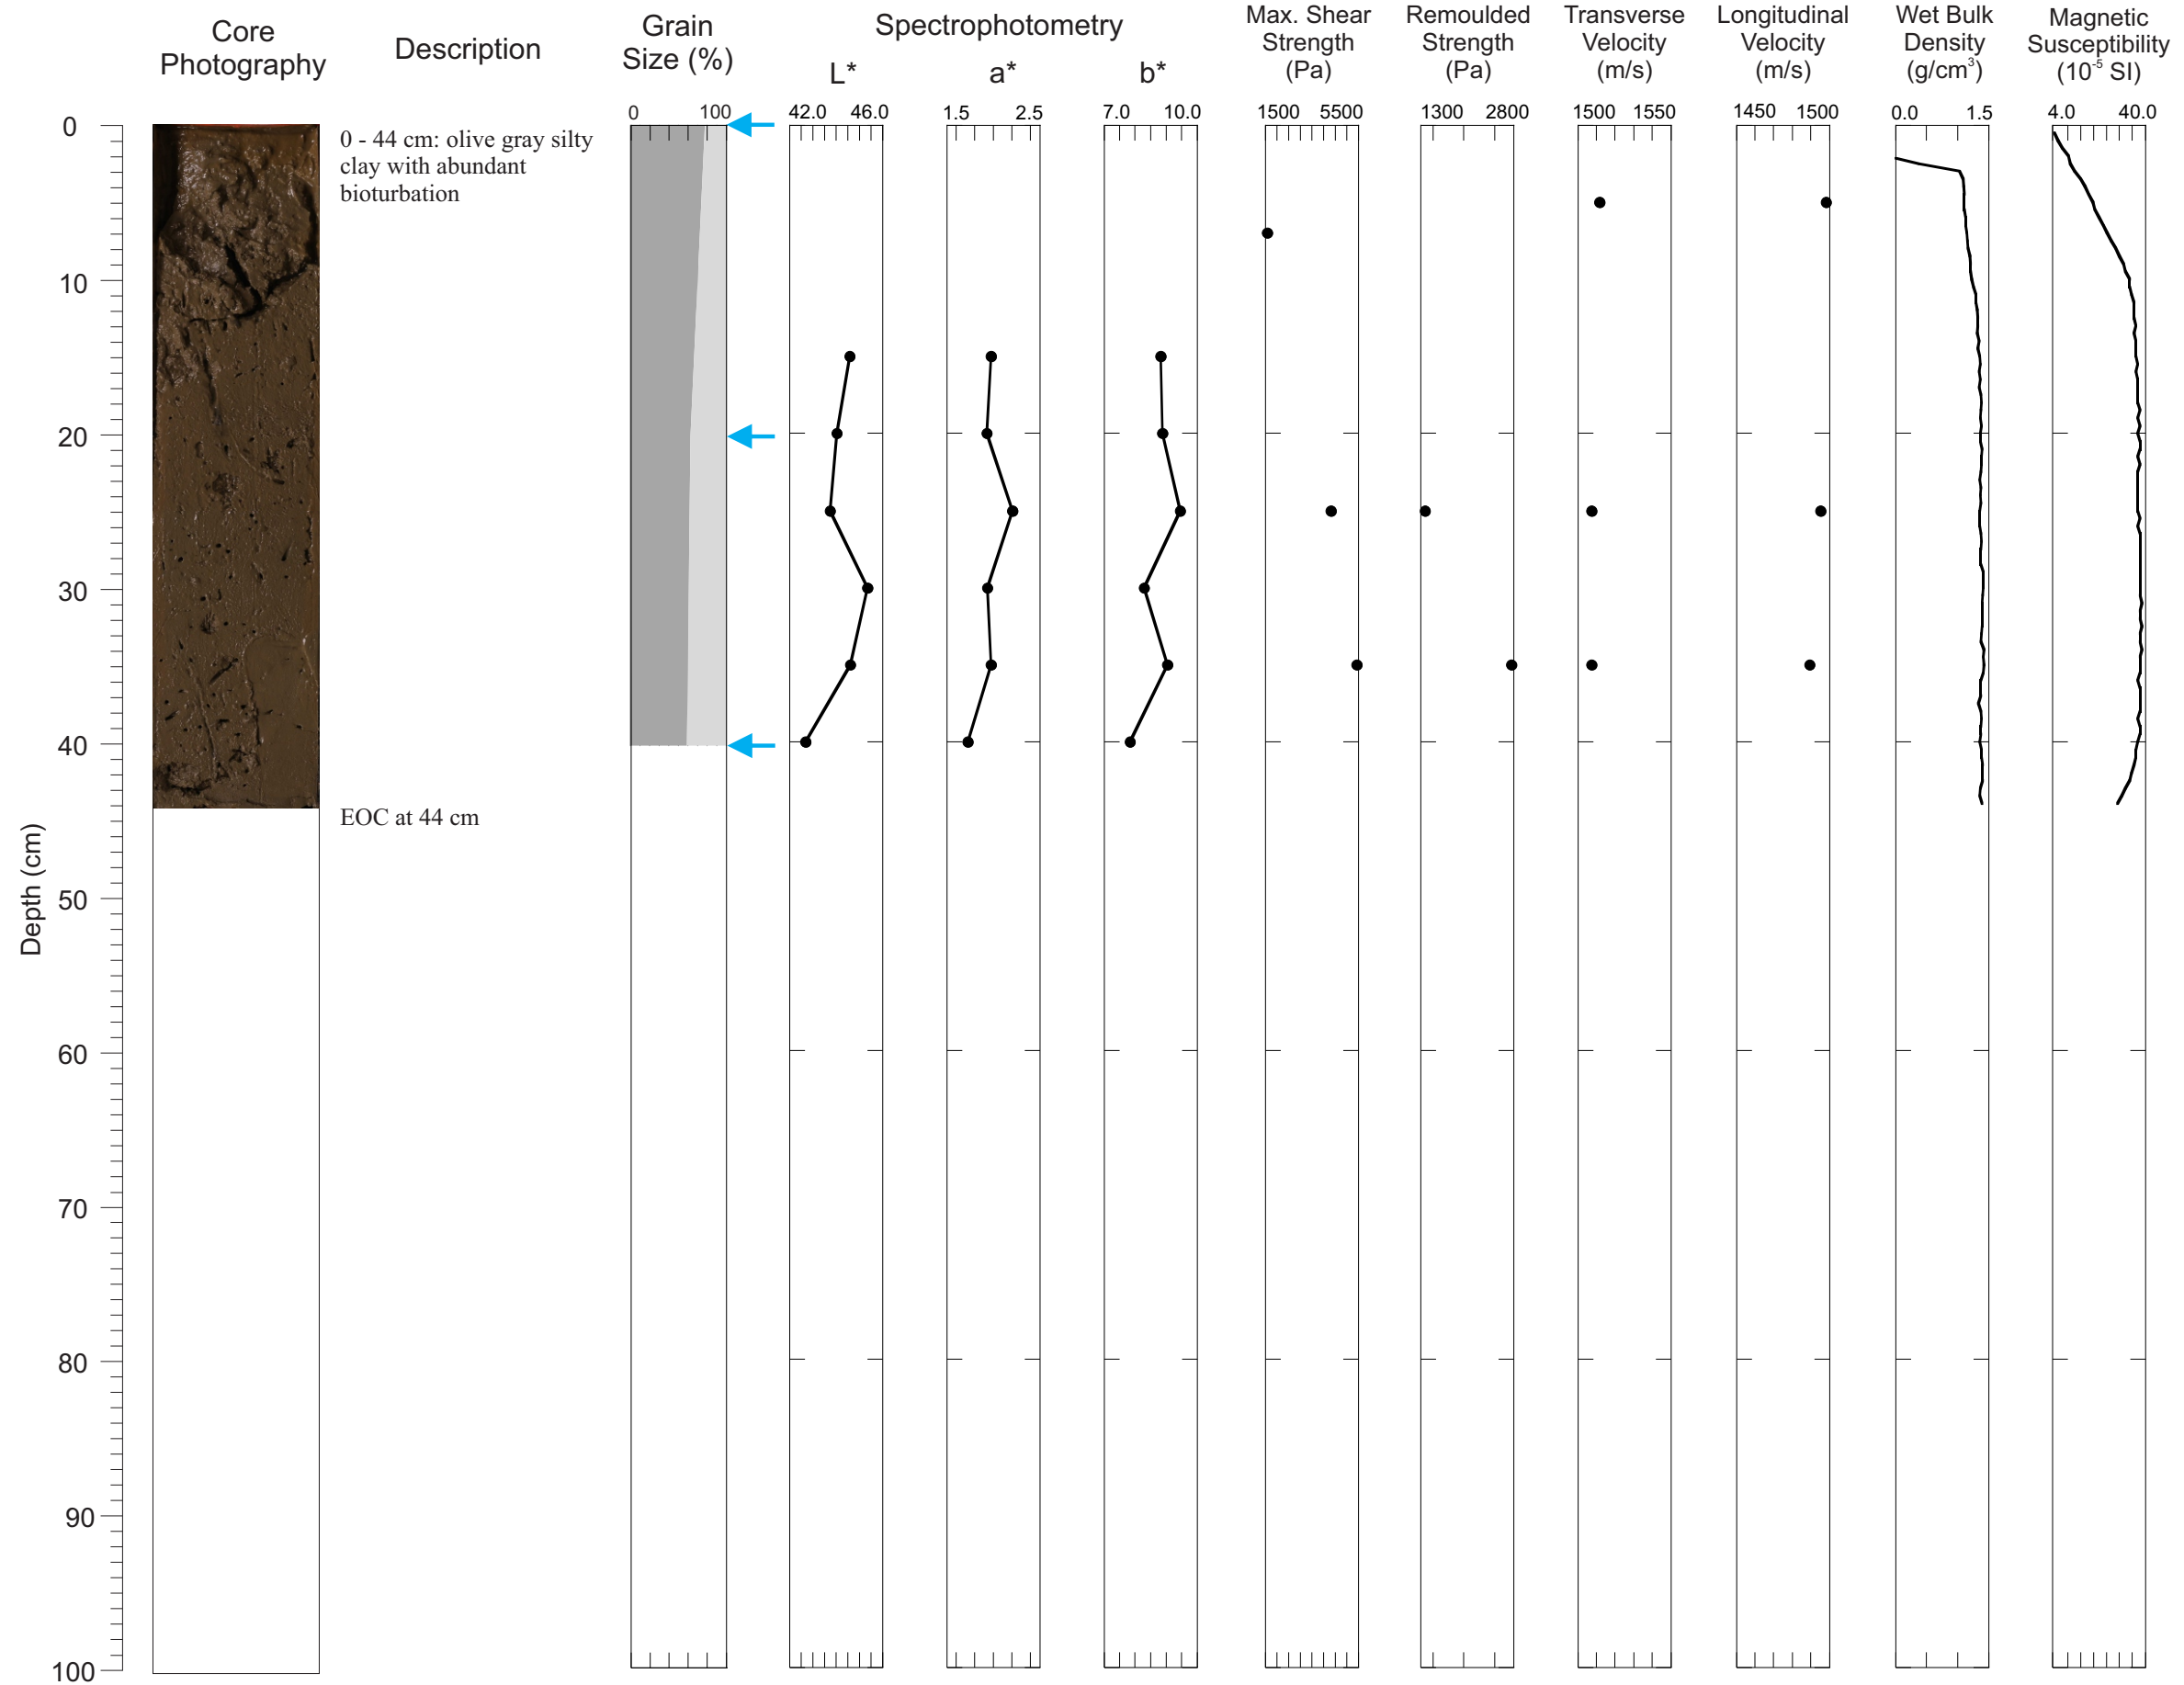 Core
Photography
Description
Grain
Size (%)
Spectrophotometry
L*
a*
b*
Max. Shear
Strength
(Pa)
Remoulded
Strength
(Pa)
Transverse
Velocity
(m/s)
Longitudinal
Velocity
(m/s)
Wet Bulk
Density
(g/cm³)
Magnetic
Susceptibility
(10⁻⁵ SI)
0 100
42.0 46.0
1.5 2.5
7.0 10.0
1500 5500
1300 2800
1500 1550
1450 1500
0.0 1.5
4.0 40.0
0 - 44 cm: olive gray silty
clay with abundant
bioturbation
EOC at 44 cm
Depth (cm)
0
10
20
30
40
50
60
70
80
90
100